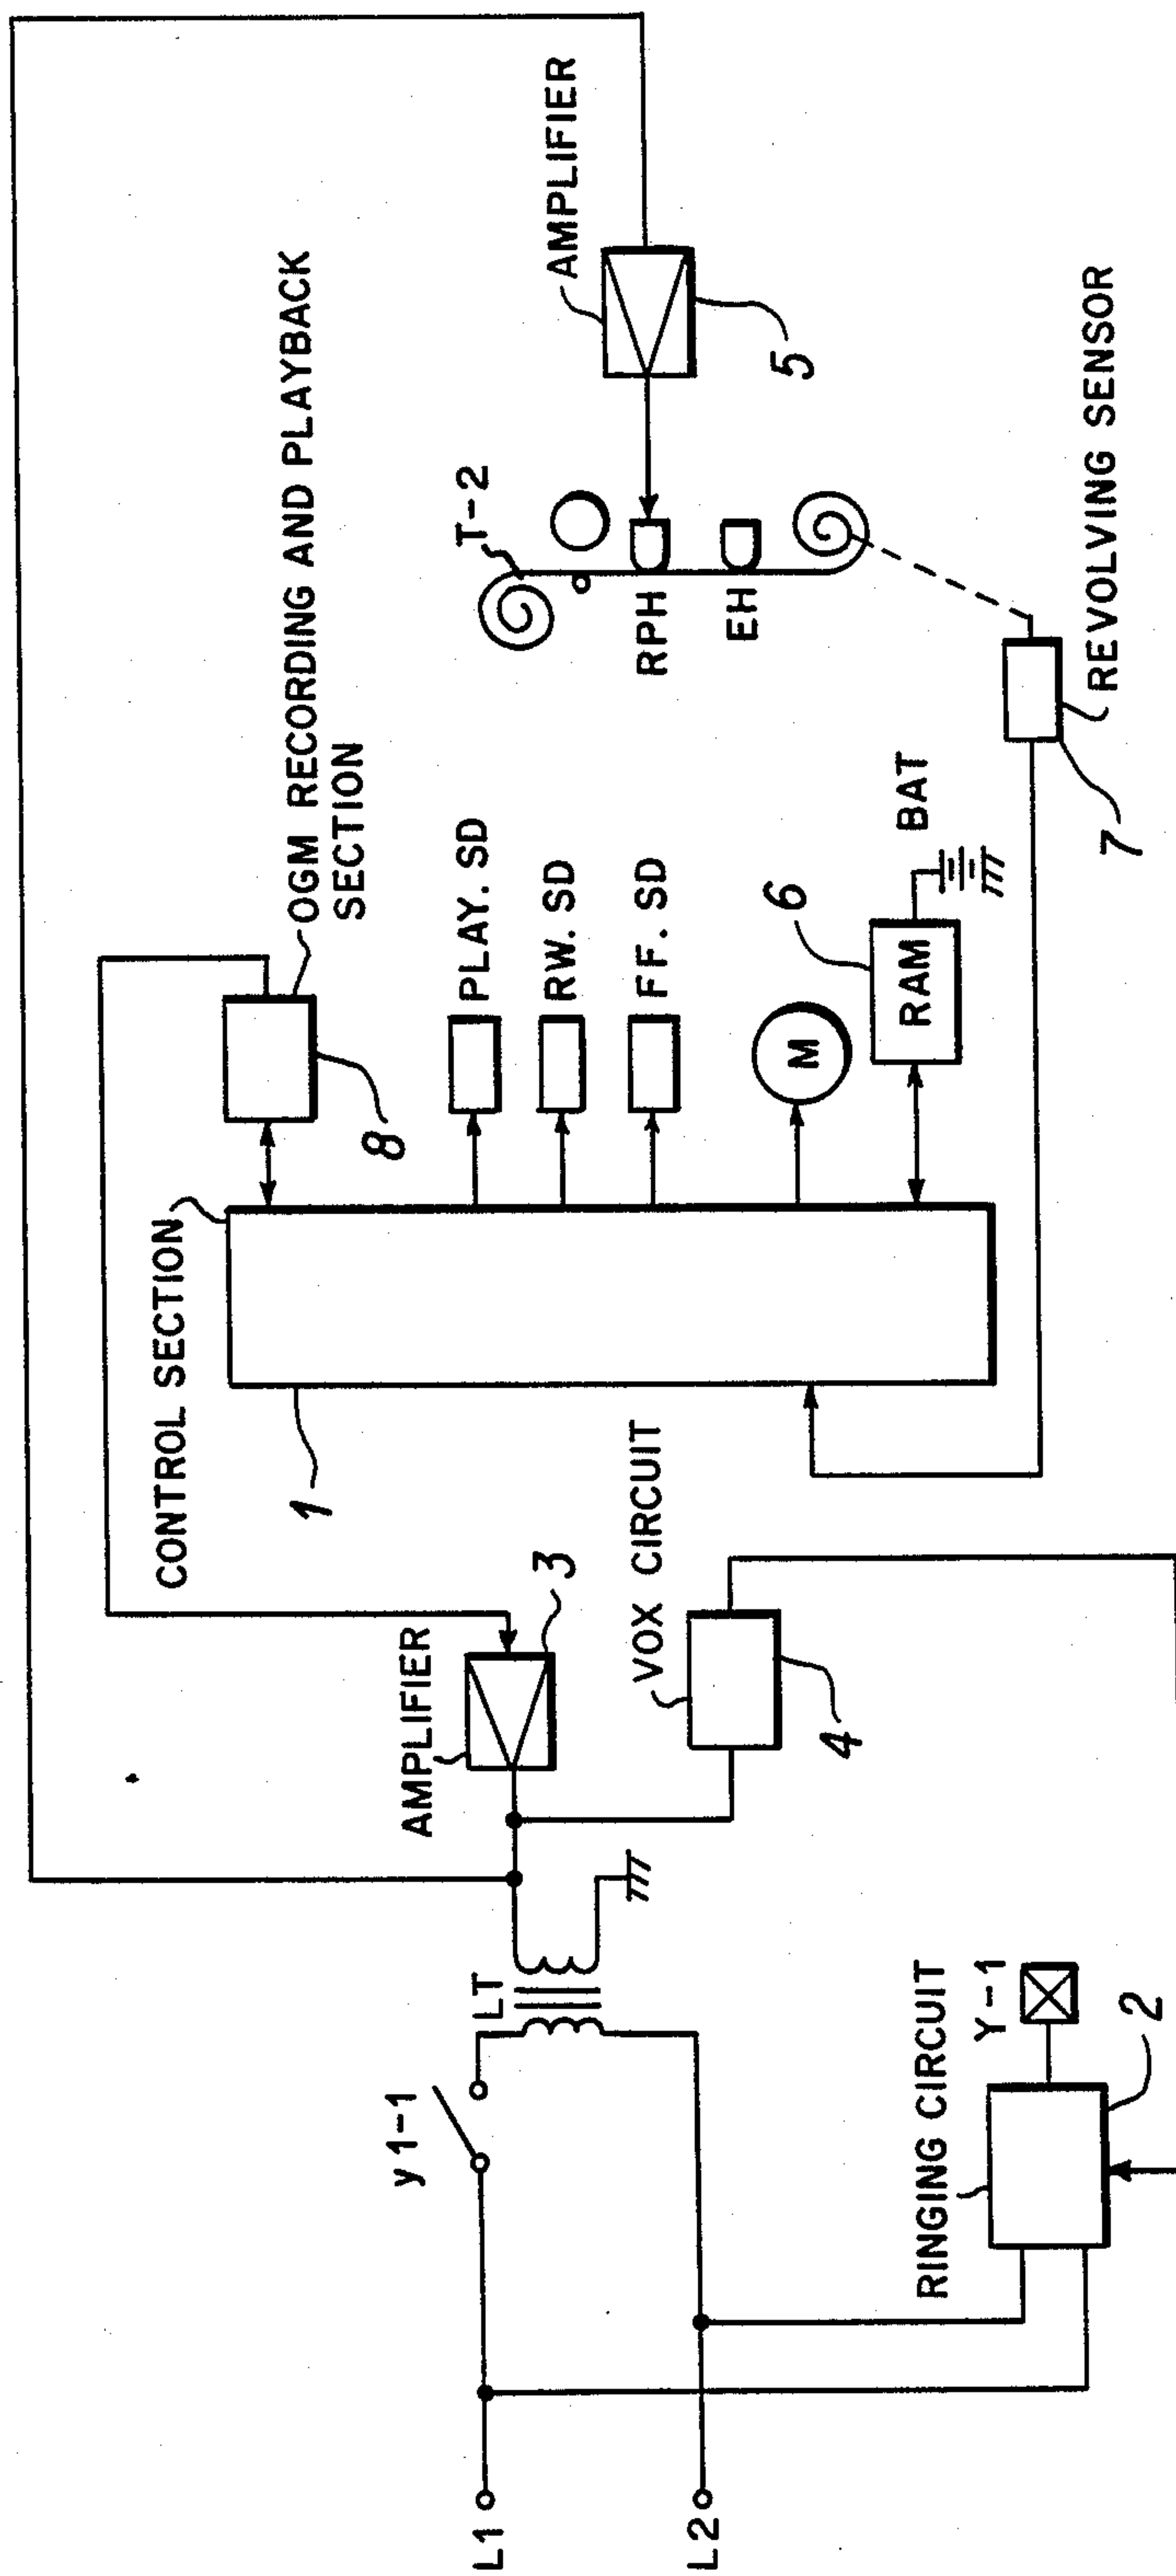 OGM RECORDING AND PLAYBACK
SECTION
8
CONTROL SECTION
1
AMPLIFIER
3
VOX CIRCUIT
4
PLAY. SD
RW. SD
FF. SD
M
6
RAM
BAT
T-2
RPH
EH
AMPLIFIER
5
REVOLVING SENSOR
7
y1-1
LT
L1
L2
RINGING CIRCUIT
Y-1
2